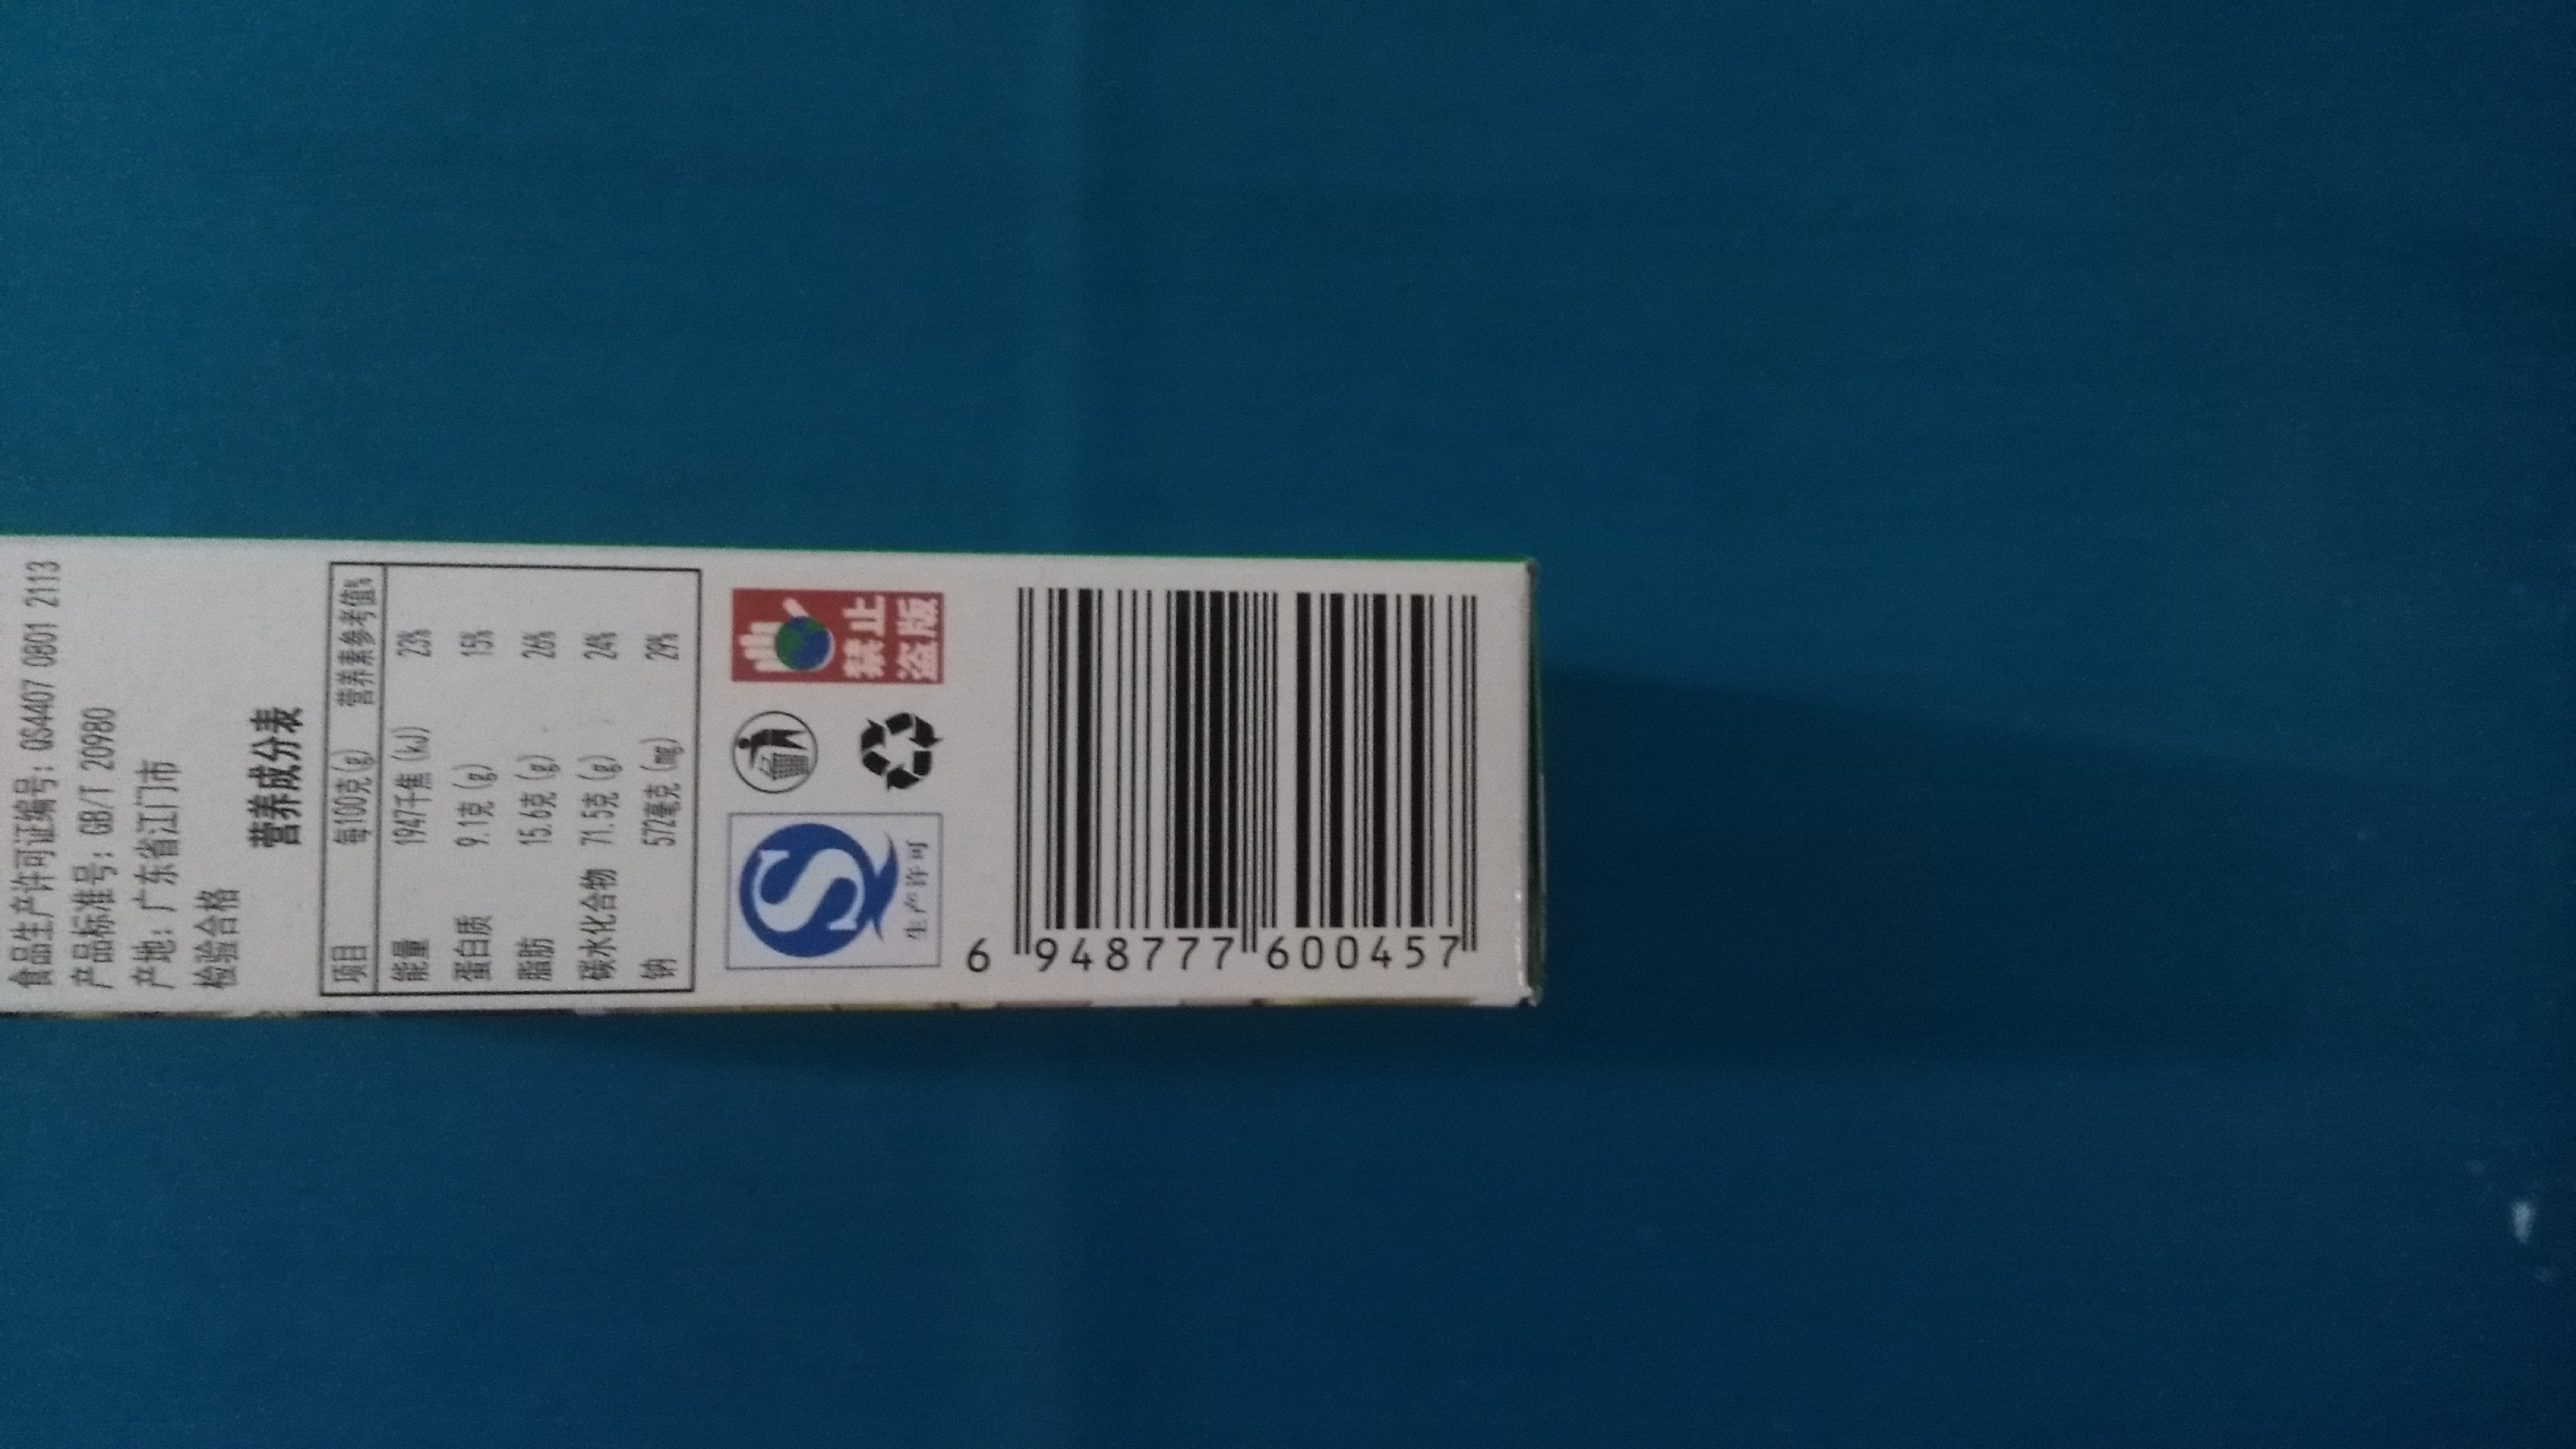 食品生产许可证编号: QS4407 0801 2113
产品标准号: GB/T 20980
产地: 广东省江门市
检验合格
营养成分表
项目 每100克(g) 营养素参考值%
能量 1947千焦(kJ) 23%
蛋白质 9.1克(g) 15%
脂肪 15.6克(g) 26%
碳水化合物 71.5克(g) 24%
钠 572毫克(mg) 29%
生产许可
禁止
盗版
6 948777 600457